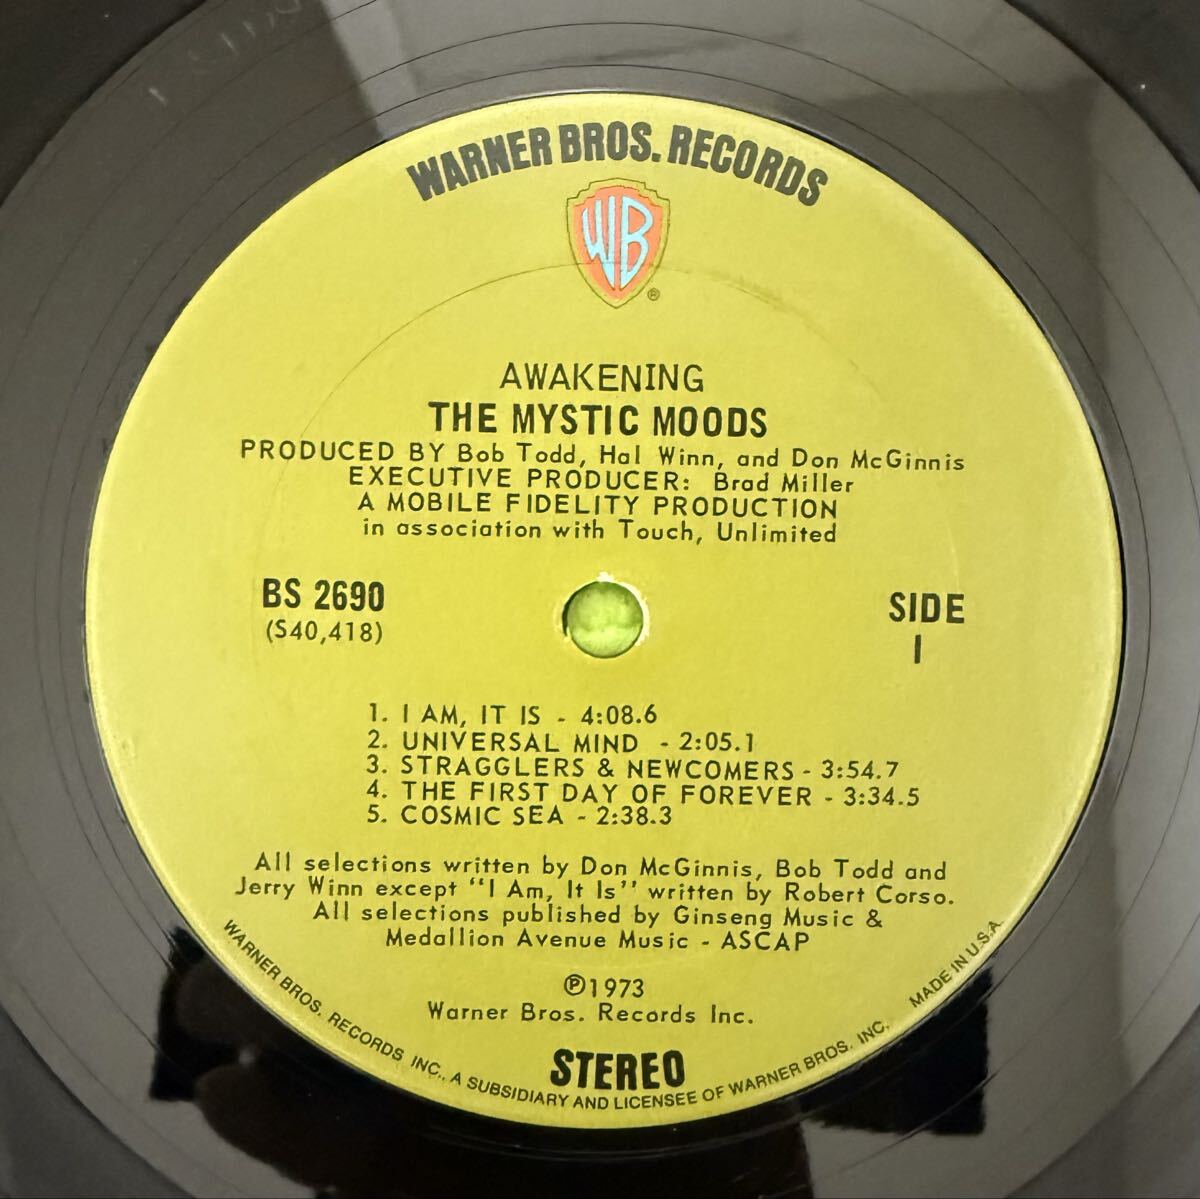 WARNER BROS. RECORDS
WB
®
AWAKENING
THE MYSTIC MOODS
PRODUCED BY Bob Todd, Hal Winn, and Don McGinnis
EXECUTIVE PRODUCER: Brad Miller
A MOBILE FIDELITY PRODUCTION
in association with Touch, Unlimited
BS 2690
(S40,418)
SIDE
1
1. I AM, IT IS - 4:08.6
2. UNIVERSAL MIND - 2:05.1
3. STRAGGLERS & NEWCOMERS - 3:54.7
4. THE FIRST DAY OF FOREVER - 3:34.5
5. COSMIC SEA - 2:38.3
All selections written by Don McGinnis, Bob Todd and
Jerry Winn except "I Am, It Is" written by Robert Corso.
All selections published by Ginseng Music &
Medallion Avenue Music - ASCAP
℗1973
Warner Bros. Records Inc.
STEREO
WARNER BROS. RECORDS INC., A SUBSIDIARY AND LICENSEE OF WARNER BROS. INC. MADE IN U.S.A.